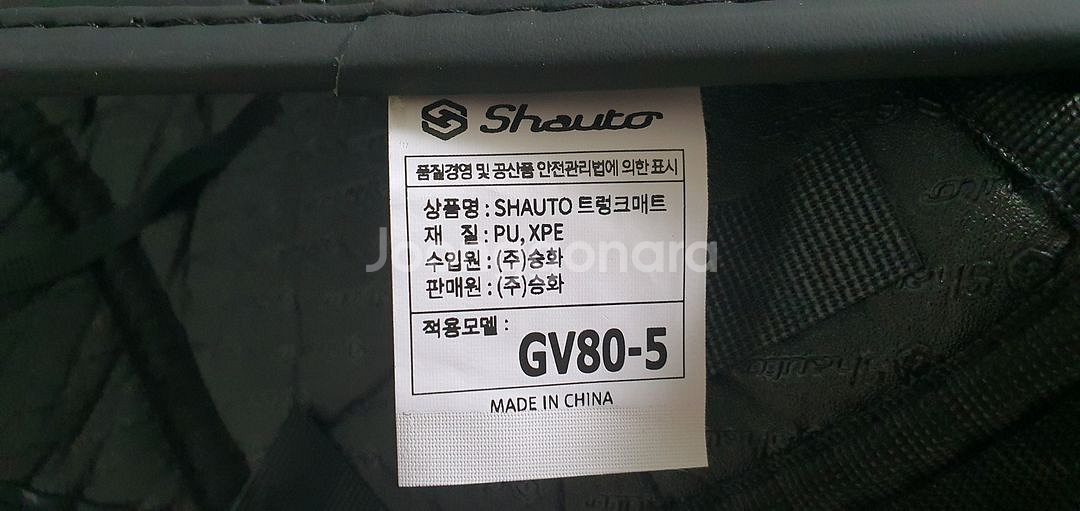 Shauto
품질경영 및 공산품 안전관리법에 의한 표시
상품명 : SHAUTO 트렁크매트
재 질 : PU, XPE
수입원 : (주)승화
판매원 : (주)승화
적용모델 :
GV80-5
MADE IN CHINA